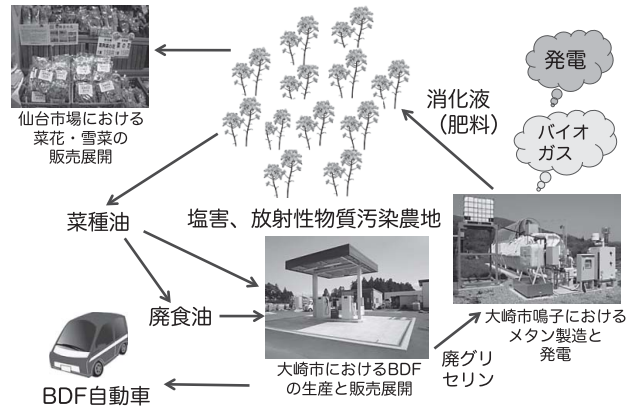 発電
バイオ
ガス
消化液
（肥料）
仙台市場における
菜花・雪菜の
販売展開
菜種油
塩害、放射性物質汚染農地
廃食油
大崎市におけるBDF
の生産と販売展開
大崎市鳴子における
メタン製造と
発電
廃グリ
セリン
BDF自動車